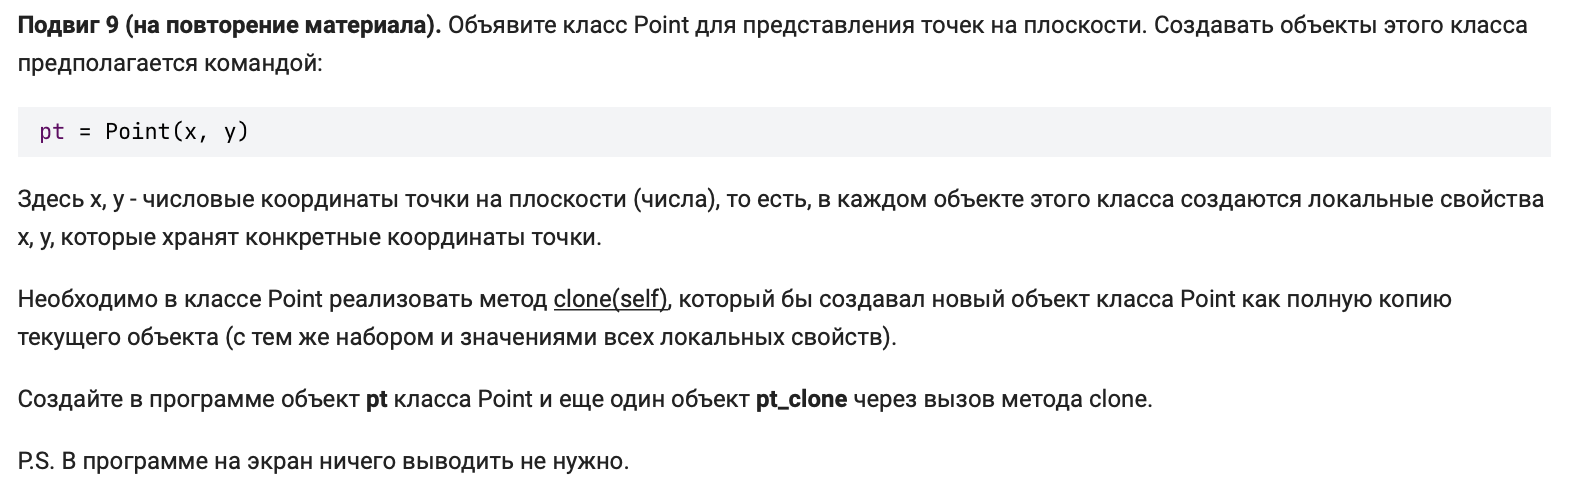 Подвиг 9 (на повторение материала). Объявите класс Point для представления точек на плоскости. Создавать объекты этого класса
предполагается командой:
pt = Point(x, y)
Здесь x, y - числовые координаты точки на плоскости (числа), то есть, в каждом объекте этого класса создаются локальные свойства
x, y, которые хранят конкретные координаты точки.
Необходимо в классе Point реализовать метод clone(self), который бы создавал новый объект класса Point как полную копию
текущего объекта (с тем же набором и значениями всех локальных свойств).
Создайте в программе объект pt класса Point и еще один объект pt_clone через вызов метода clone.
P.S. В программе на экран ничего выводить не нужно.